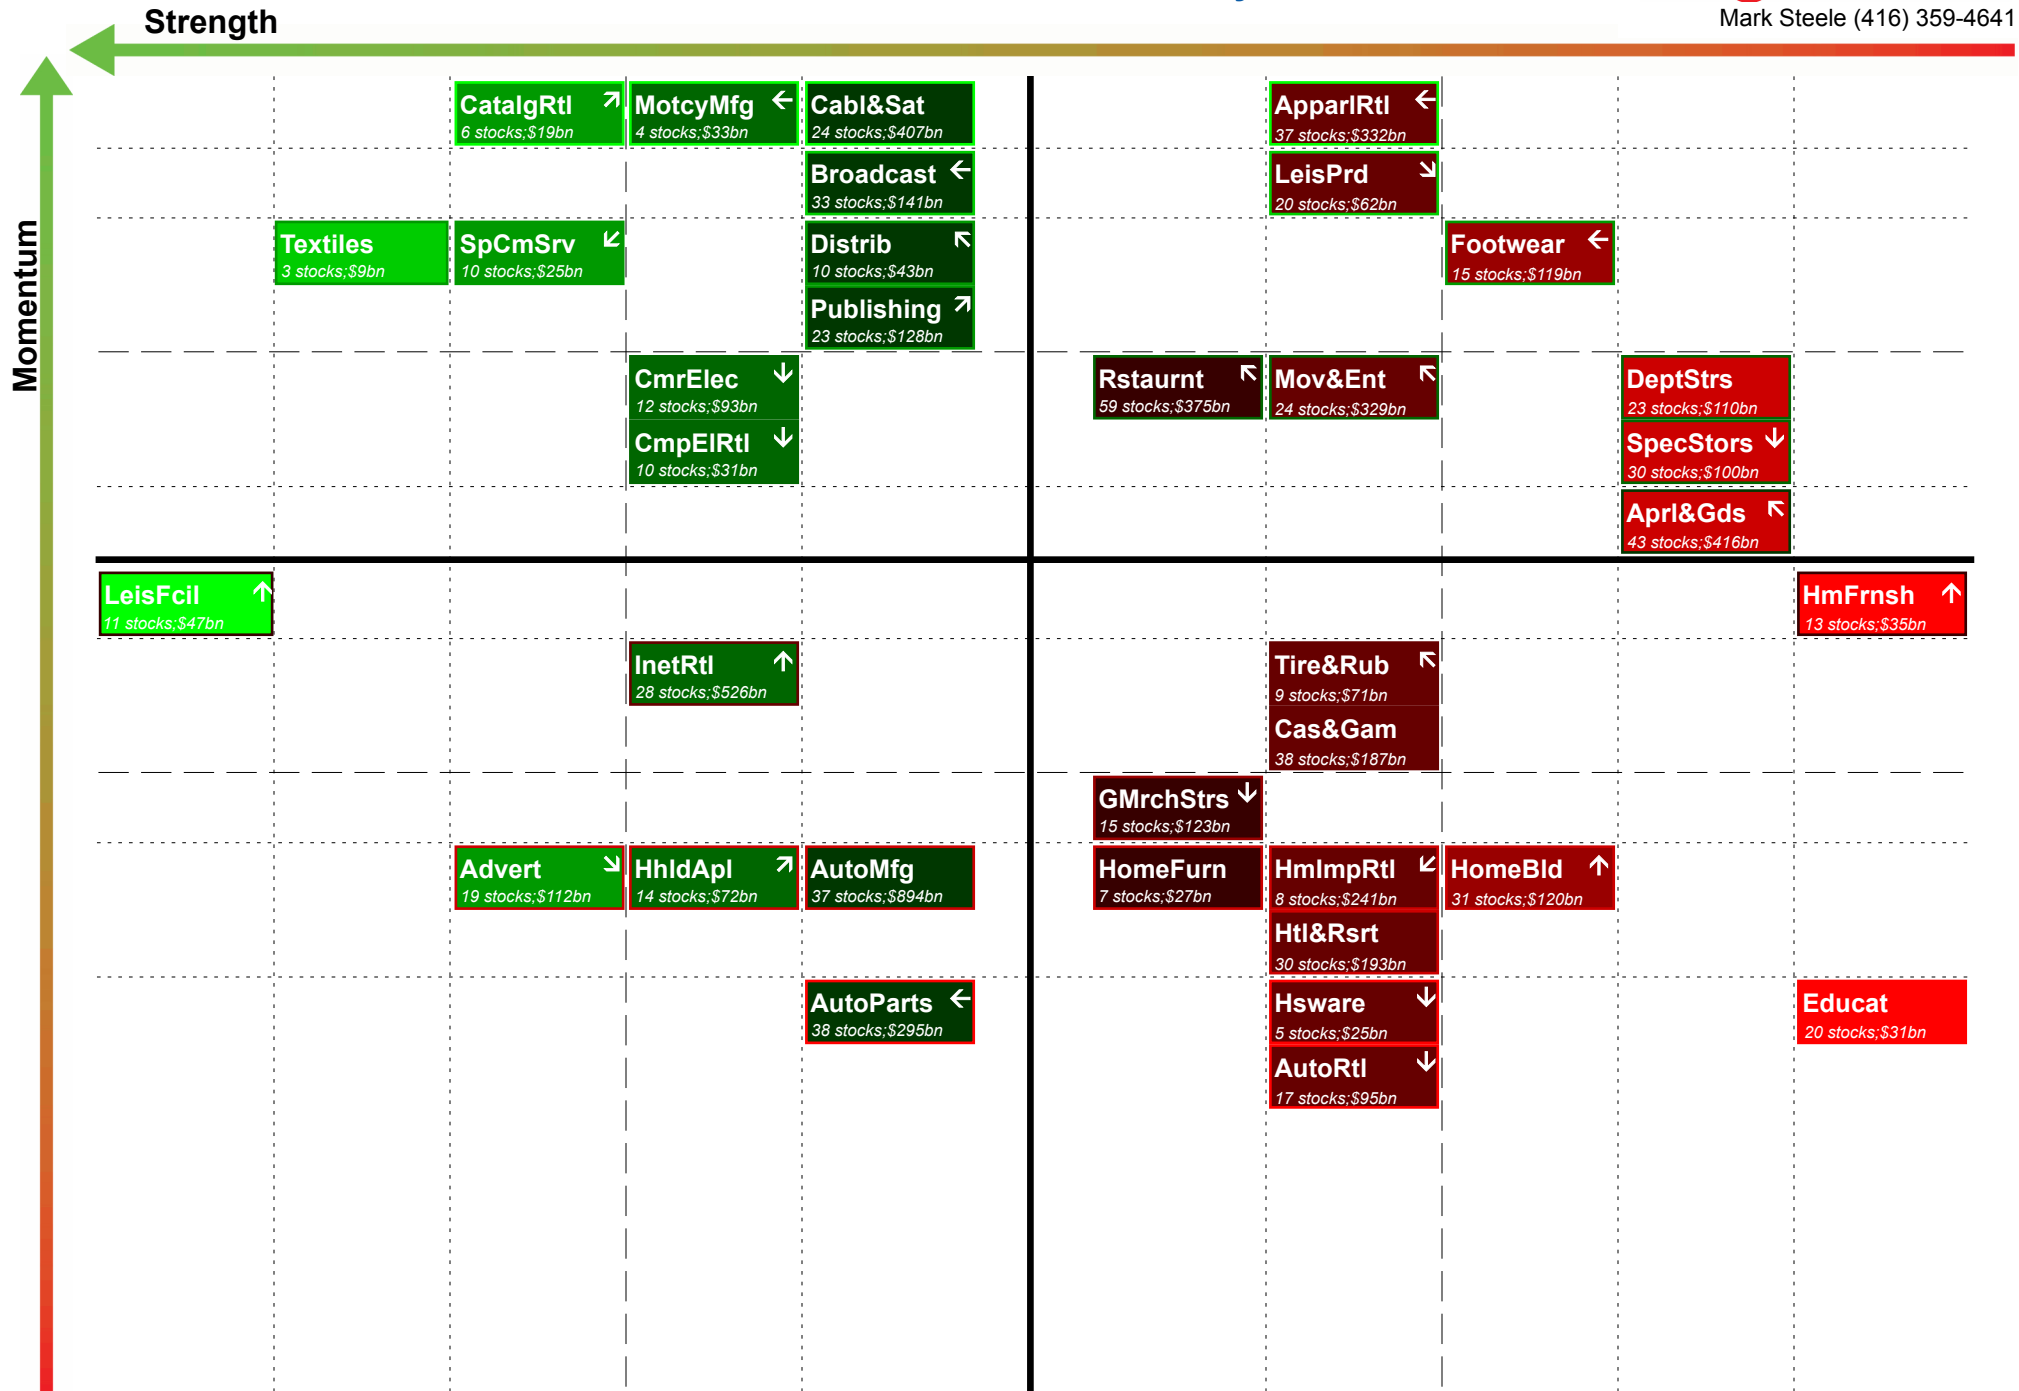 Strength
Mark Steele (416) 359-4641
Momentum
CatalgRtl
6 stocks;$19bn
MotcyMfg
4 stocks;$33bn
Cabl&Sat
24 stocks;$407bn
ApparlRtl
37 stocks;$332bn
Broadcast
33 stocks;$141bn
LeisPrd
20 stocks;$62bn
Textiles
3 stocks;$9bn
SpCmSrv
10 stocks;$25bn
Distrib
10 stocks;$43bn
Footwear
15 stocks;$119bn
Publishing
23 stocks;$128bn
CmrElec
12 stocks;$93bn
Rstaurnt
59 stocks;$375bn
Mov&Ent
24 stocks;$329bn
DeptStrs
23 stocks;$110bn
CmpElRtl
10 stocks;$31bn
SpecStors
30 stocks;$100bn
Aprl&Gds
43 stocks;$416bn
LeisFcil
11 stocks;$47bn
HmFrnsh
13 stocks;$35bn
InetRtl
28 stocks;$526bn
Tire&Rub
9 stocks;$71bn
Cas&Gam
38 stocks;$187bn
GMrchStrs
15 stocks;$123bn
Advert
19 stocks;$112bn
HhldApl
14 stocks;$72bn
AutoMfg
37 stocks;$894bn
HomeFurn
7 stocks;$27bn
HmImpRtl
8 stocks;$241bn
HomeBld
31 stocks;$120bn
Htl&Rsrt
30 stocks;$193bn
AutoParts
38 stocks;$295bn
Hsware
5 stocks;$25bn
Educat
20 stocks;$31bn
AutoRtl
17 stocks;$95bn